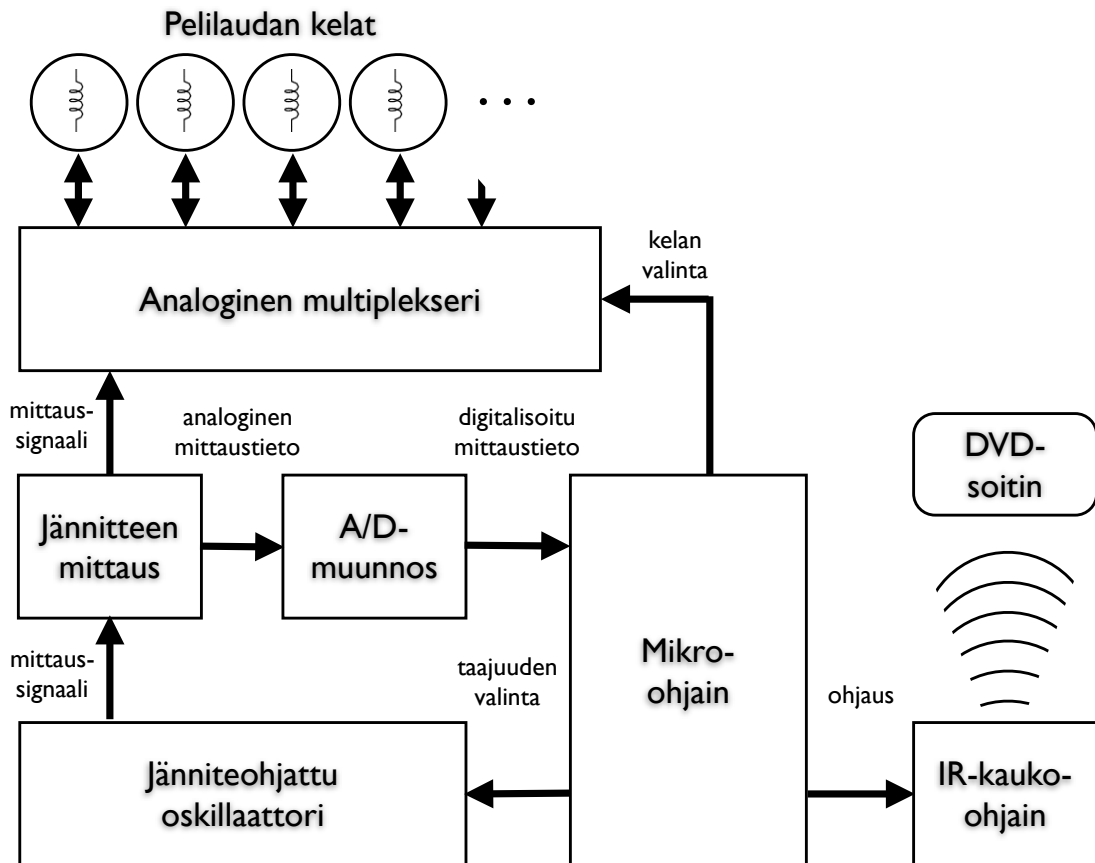 Pelilaudan kelat
. . .
kelan
valinta
Analoginen multiplekseri
mittaus-
signaali
analoginen
mittaustieto
digitalisoitu
mittaustieto
DVD-
soitin
Jännitteen
mittaus
A/D-
muunnos
Mikro-
ohjain
mittaus-
signaali
taajuuden
valinta
ohjaus
Jänniteohjattu
oskillaattori
IR-kauko-
ohjain